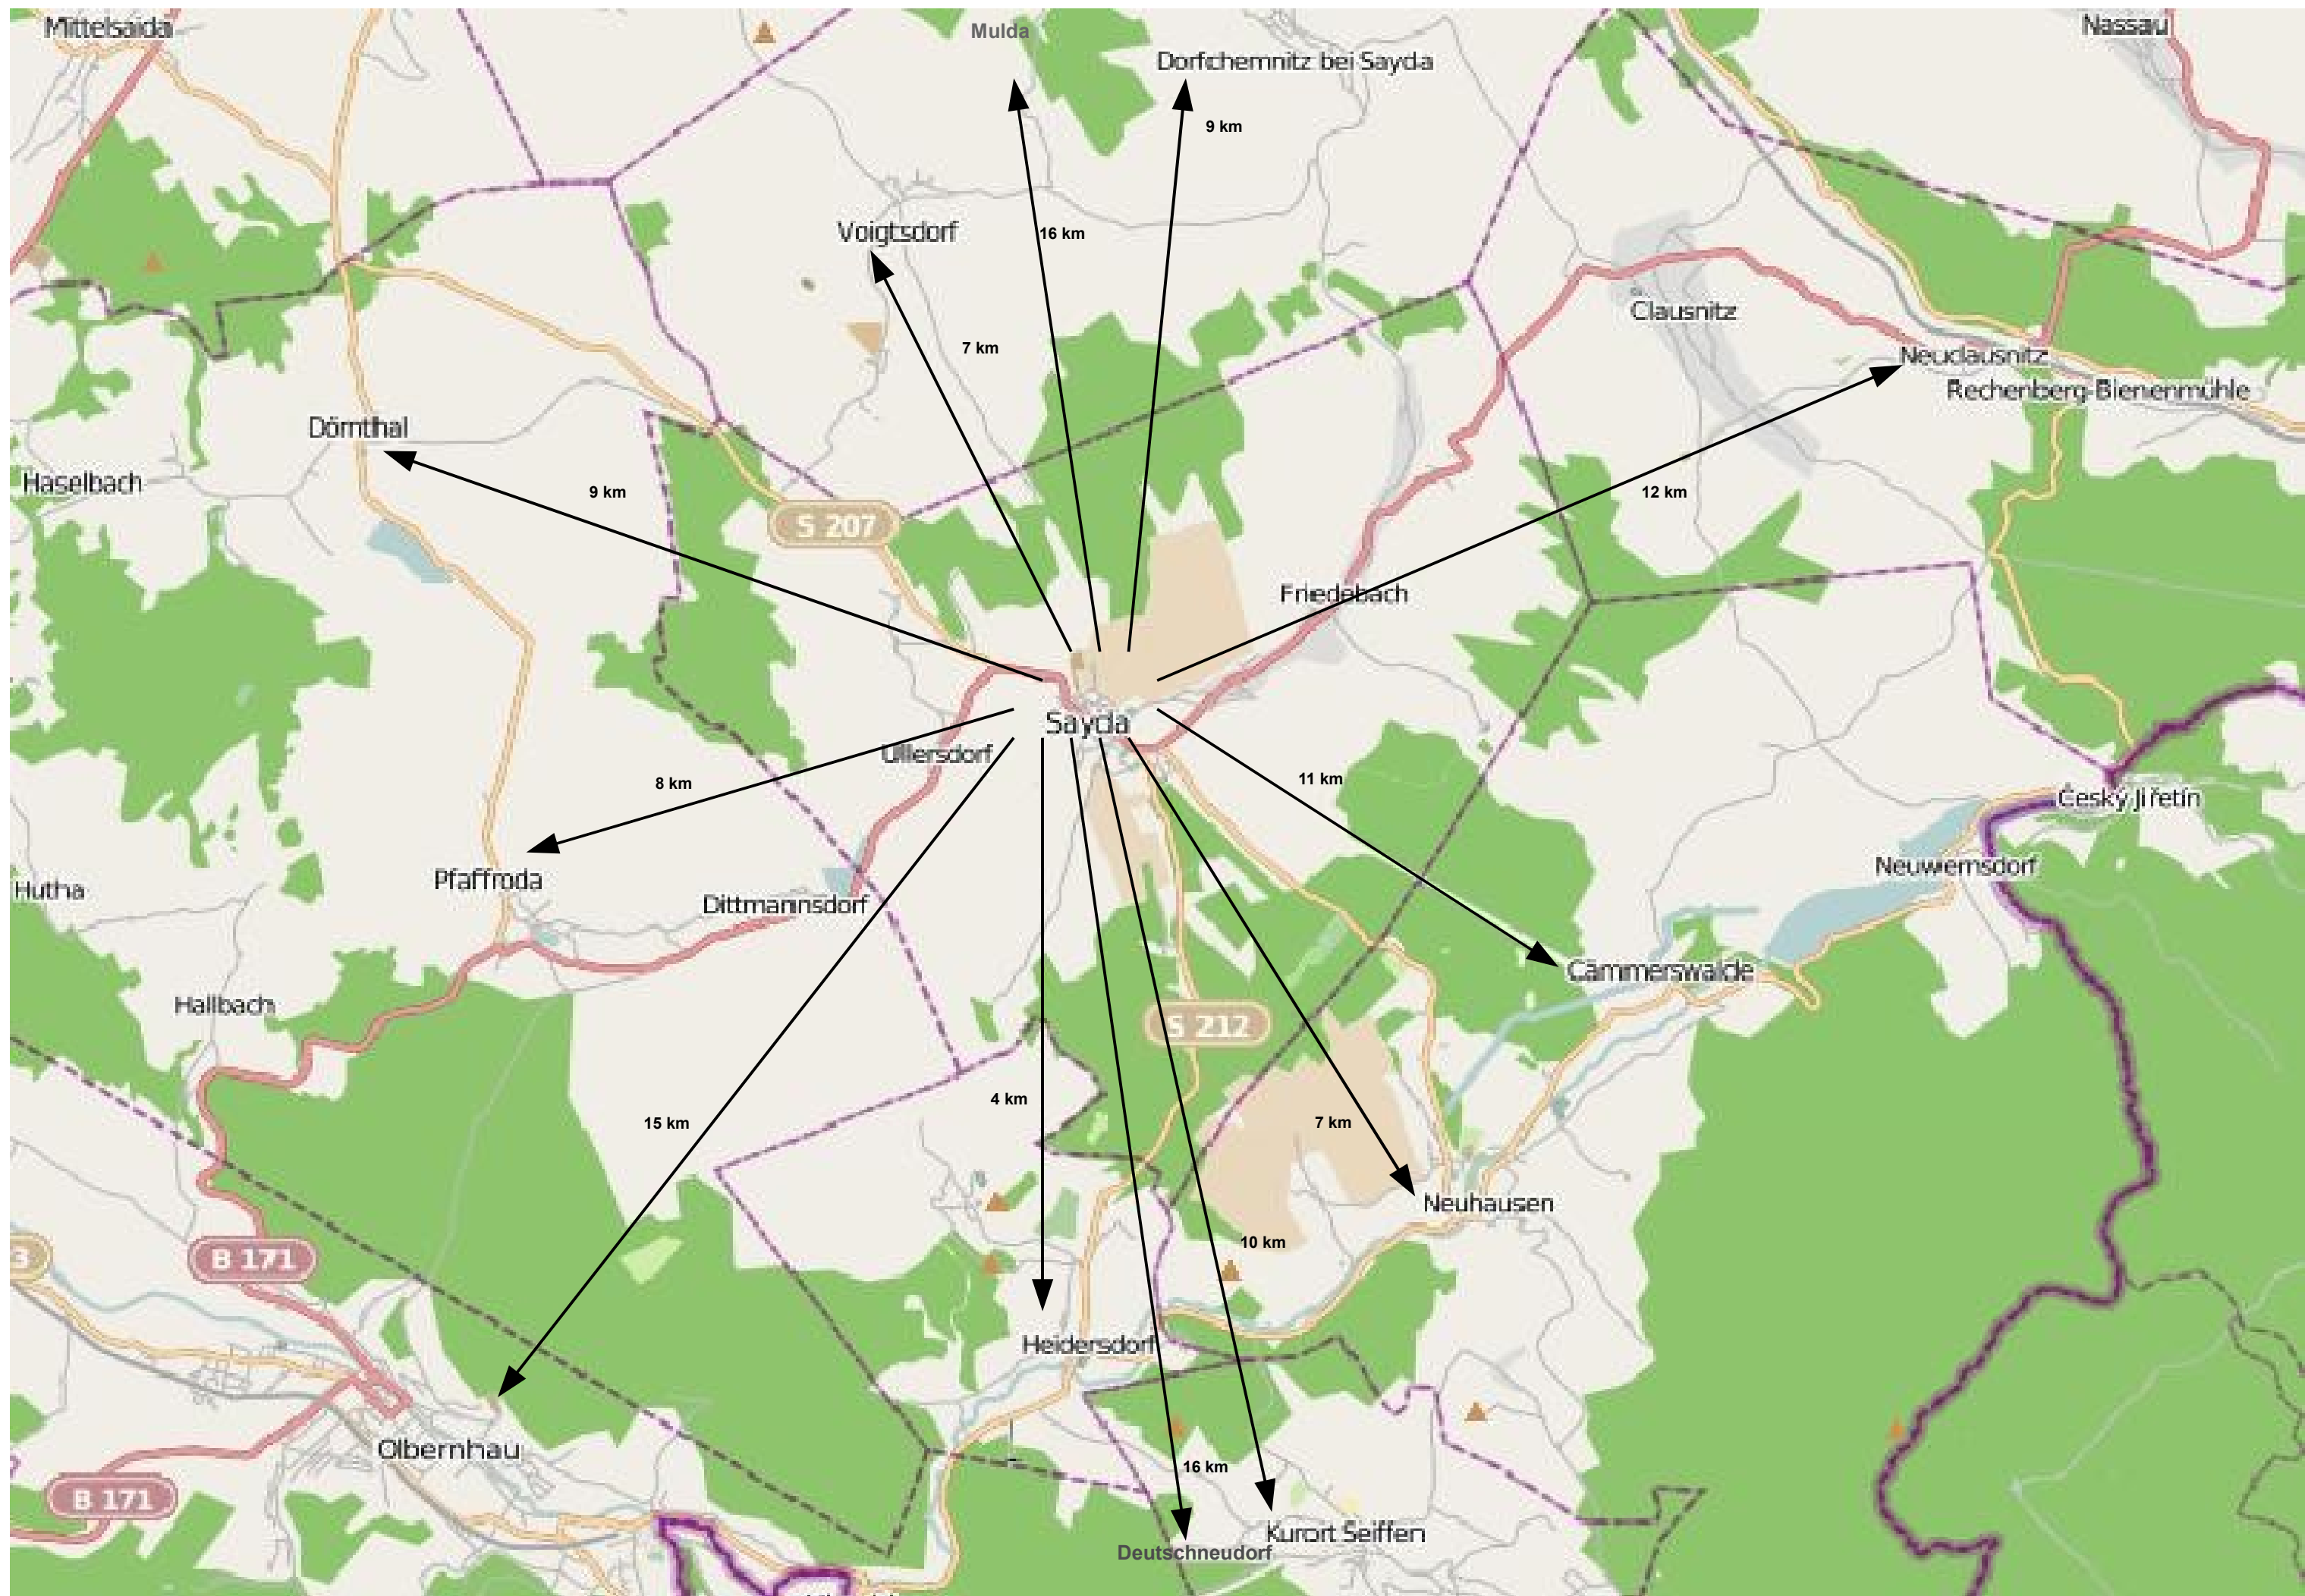 Mittelsaida
Mulda
Nassau
Dorfchemnitz bei Sayda
9 km
Voigtsdorf
16 km
Clausnitz
7 km
Neuclausnitz
Rechenberg-Bienenmühle
Dörnthal
Haselbach
9 km
12 km
S 207
Friedebach
Sayda
Ullersdorf
8 km
11 km
Český Jiřetín
Neuwernsdorf
Pfaffroda
Hutha
Dittmannsdorf
Cämmerswalde
Hallbach
S 212
4 km
15 km
7 km
Neuhausen
10 km
B 171
3
Heidersdorf
Olbernhau
16 km
B 171
Kurort Seiffen
Deutschneudorf